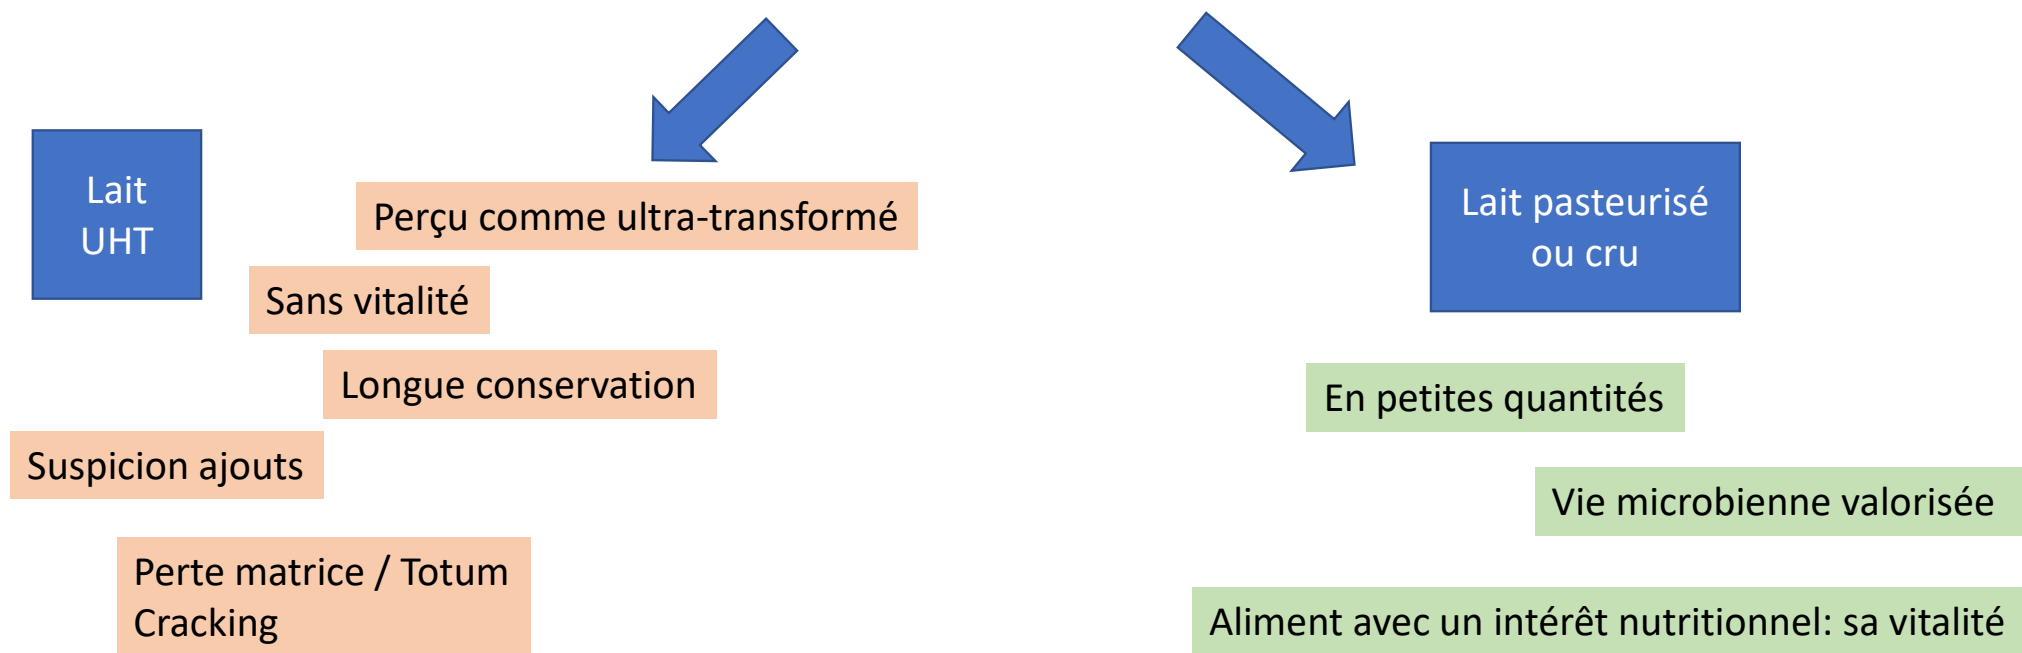 Lait
UHT
Perçu comme ultra-transformé
Sans vitalité
Longue conservation
Suspicion ajouts
Perte matrice / Totum
Cracking
Lait pasteurisé
ou cru
En petites quantités
Vie microbienne valorisée
Aliment avec un intérêt nutritionnel: sa vitalité